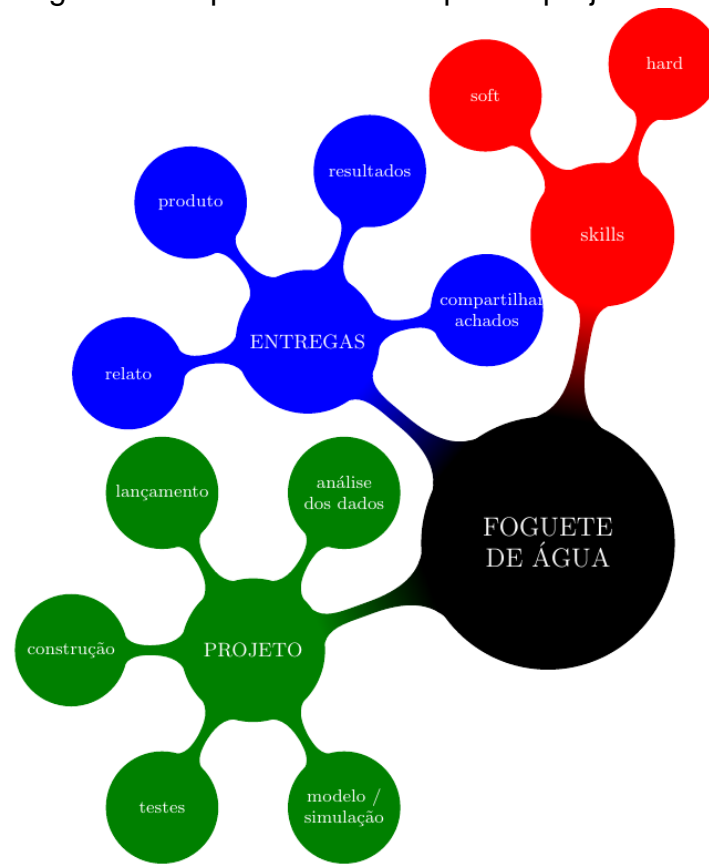 hard
soft
skills
resultados
produto
compartilhar
achados
ENTREGAS
relato
lançamento
análise
dos dados
FOGUETE
DE ÁGUA
construção
PROJETO
testes
modelo /
simulação